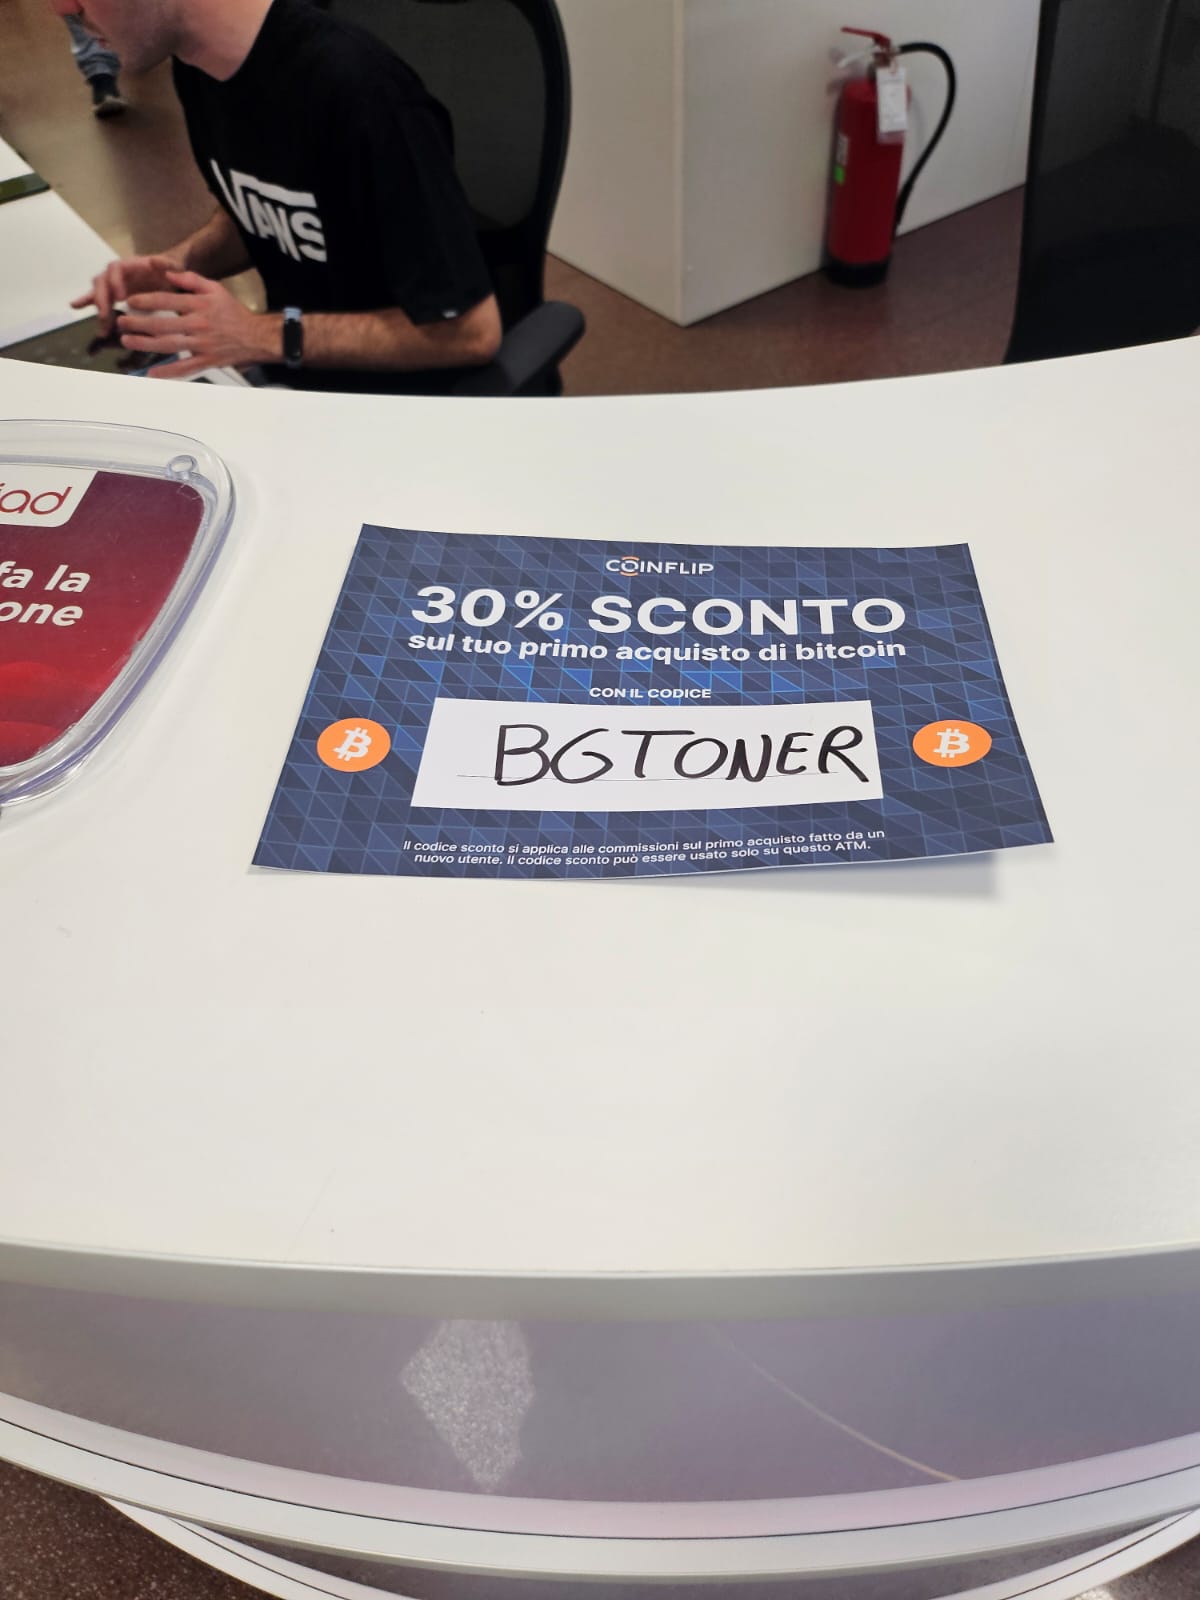 VANS
iad
fa la
one
COINFLIP
30% SCONTO
sul tuo primo acquisto di bitcoin
CON IL CODICE
BGTONER
Il codice sconto si applica alle commissioni sul primo acquisto fatto da un
nuovo utente. Il codice sconto può essere usato solo su questo ATM.